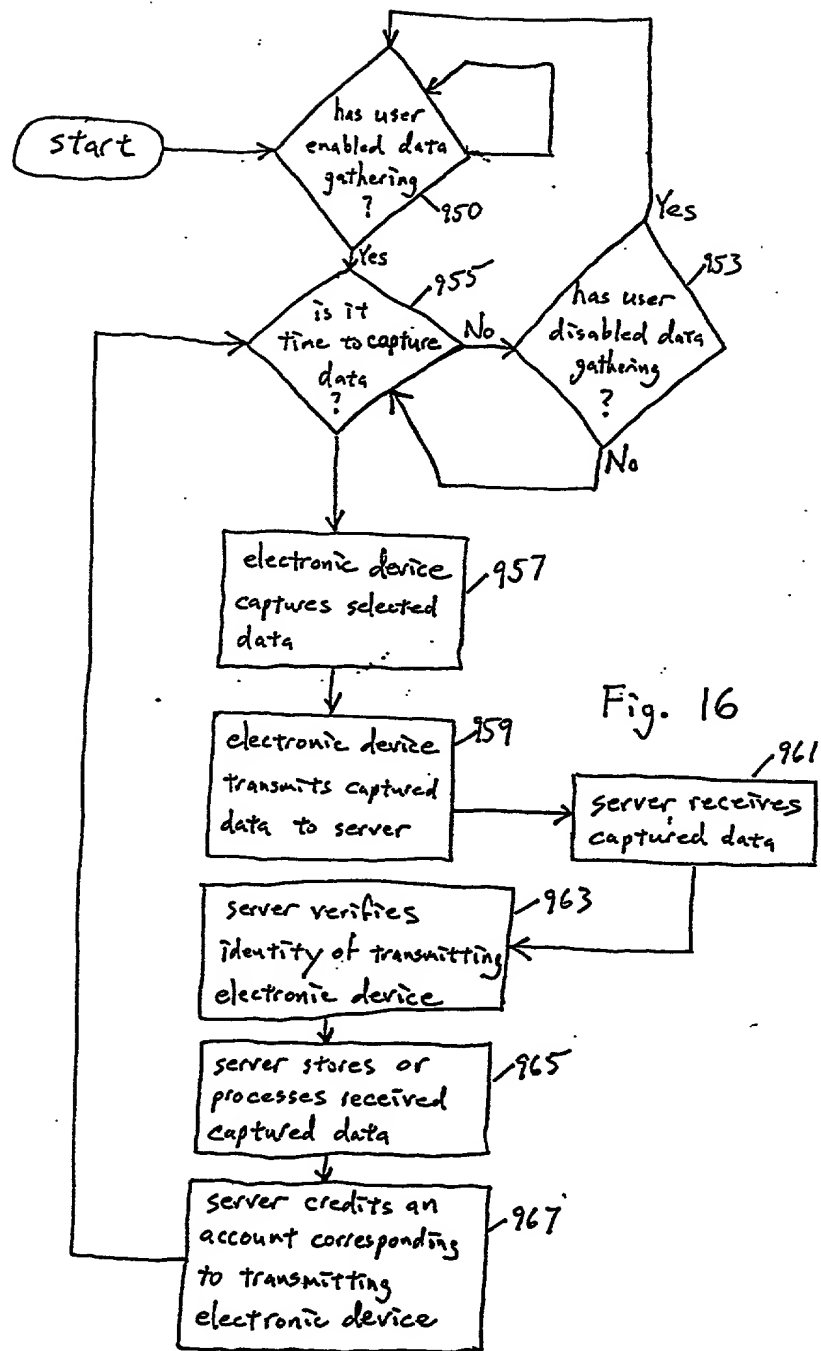 start
has user
enabled data
gathering
?
950
Yes
955
is it
time to capture
data
?
No
Yes
953
has user
disabled data
gathering
?
No
electronic device
captures selected
data
957
Fig. 16
electronic device
transmits captured
data to server
959
961
server receives
captured data
server verifies
identity of transmitting
electronic device
963
server stores or
processes received
captured data
965
server credits an
account corresponding
to transmitting
electronic device
967